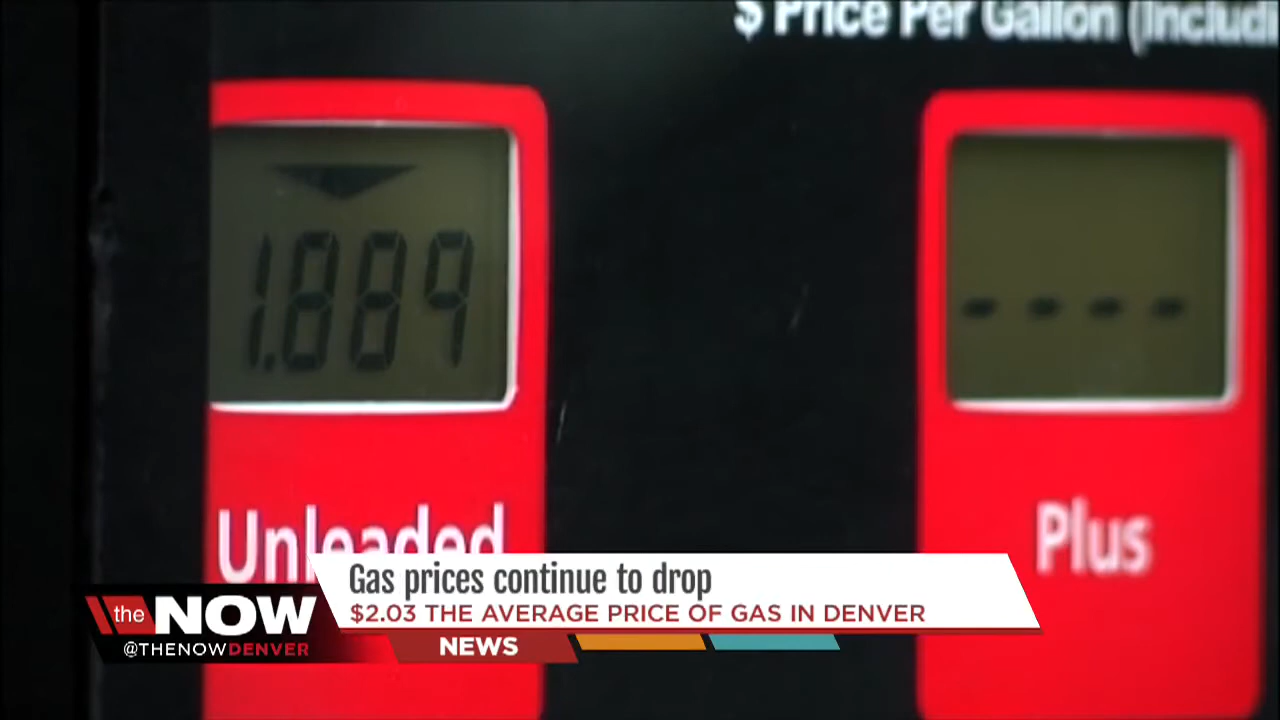 $ Price Per Gallon (Includi
1.889
- - - -
Unleaded
Plus
Gas prices continue to drop
$2.03 THE AVERAGE PRICE OF GAS IN DENVER
the NOW
@THENOWDENVER
NEWS